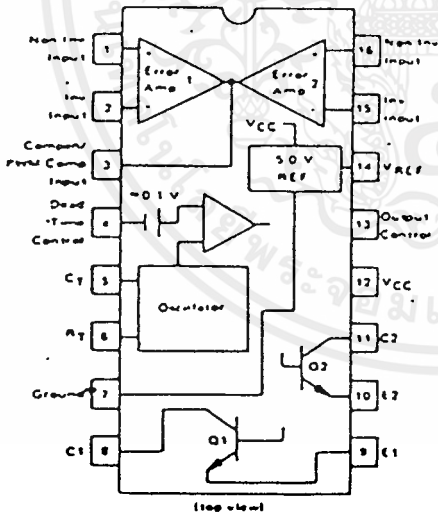 Non Inv
Input
1
Inv
Input
2
Compen/
PWM Comp
Input
3
Dead
-Time
Control
4
CT
5
RT
6
Ground
7
C1
8
Error
Amp
1
Error
Amp
2
VCC
5.0 V
REF
≈0.1 V
Oscillator
Q2
Q1
16
Non Inv
Input
15
Inv
Input
14
VREF
13
Output
Control
12
VCC
11
C2
10
E2
9
E1
(top view)